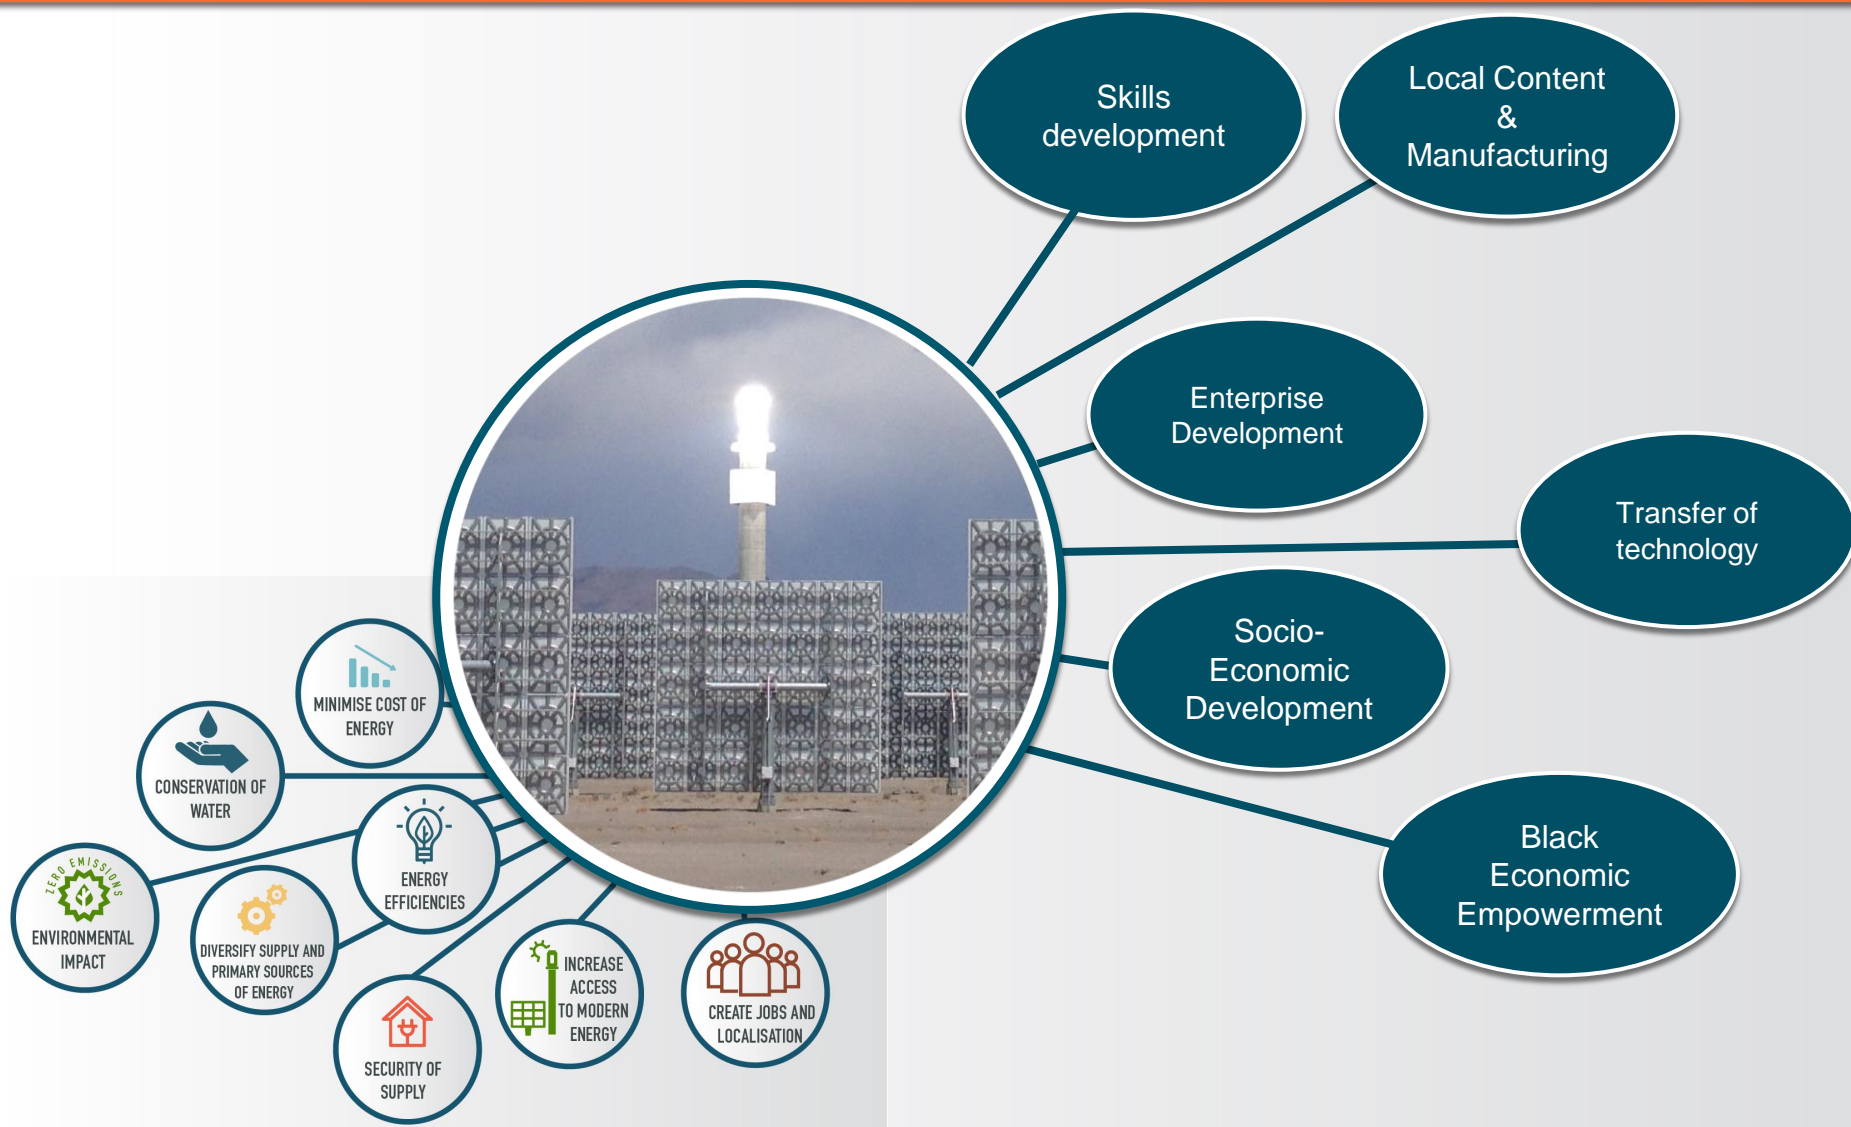 Skills
development
Local Content
&
Manufacturing
Enterprise
Development
Transfer of
technology
Socio-
Economic
Development
Black
Economic
Empowerment
MINIMISE COST OF
ENERGY
CONSERVATION OF
WATER
ENERGY
EFFICIENCIES
ZERO EMISSIONS
ENVIRONMENTAL
IMPACT
DIVERSIFY SUPPLY AND
PRIMARY SOURCES
OF ENERGY
SECURITY OF
SUPPLY
INCREASE
ACCESS
TO MODERN
ENERGY
CREATE JOBS AND
LOCALISATION